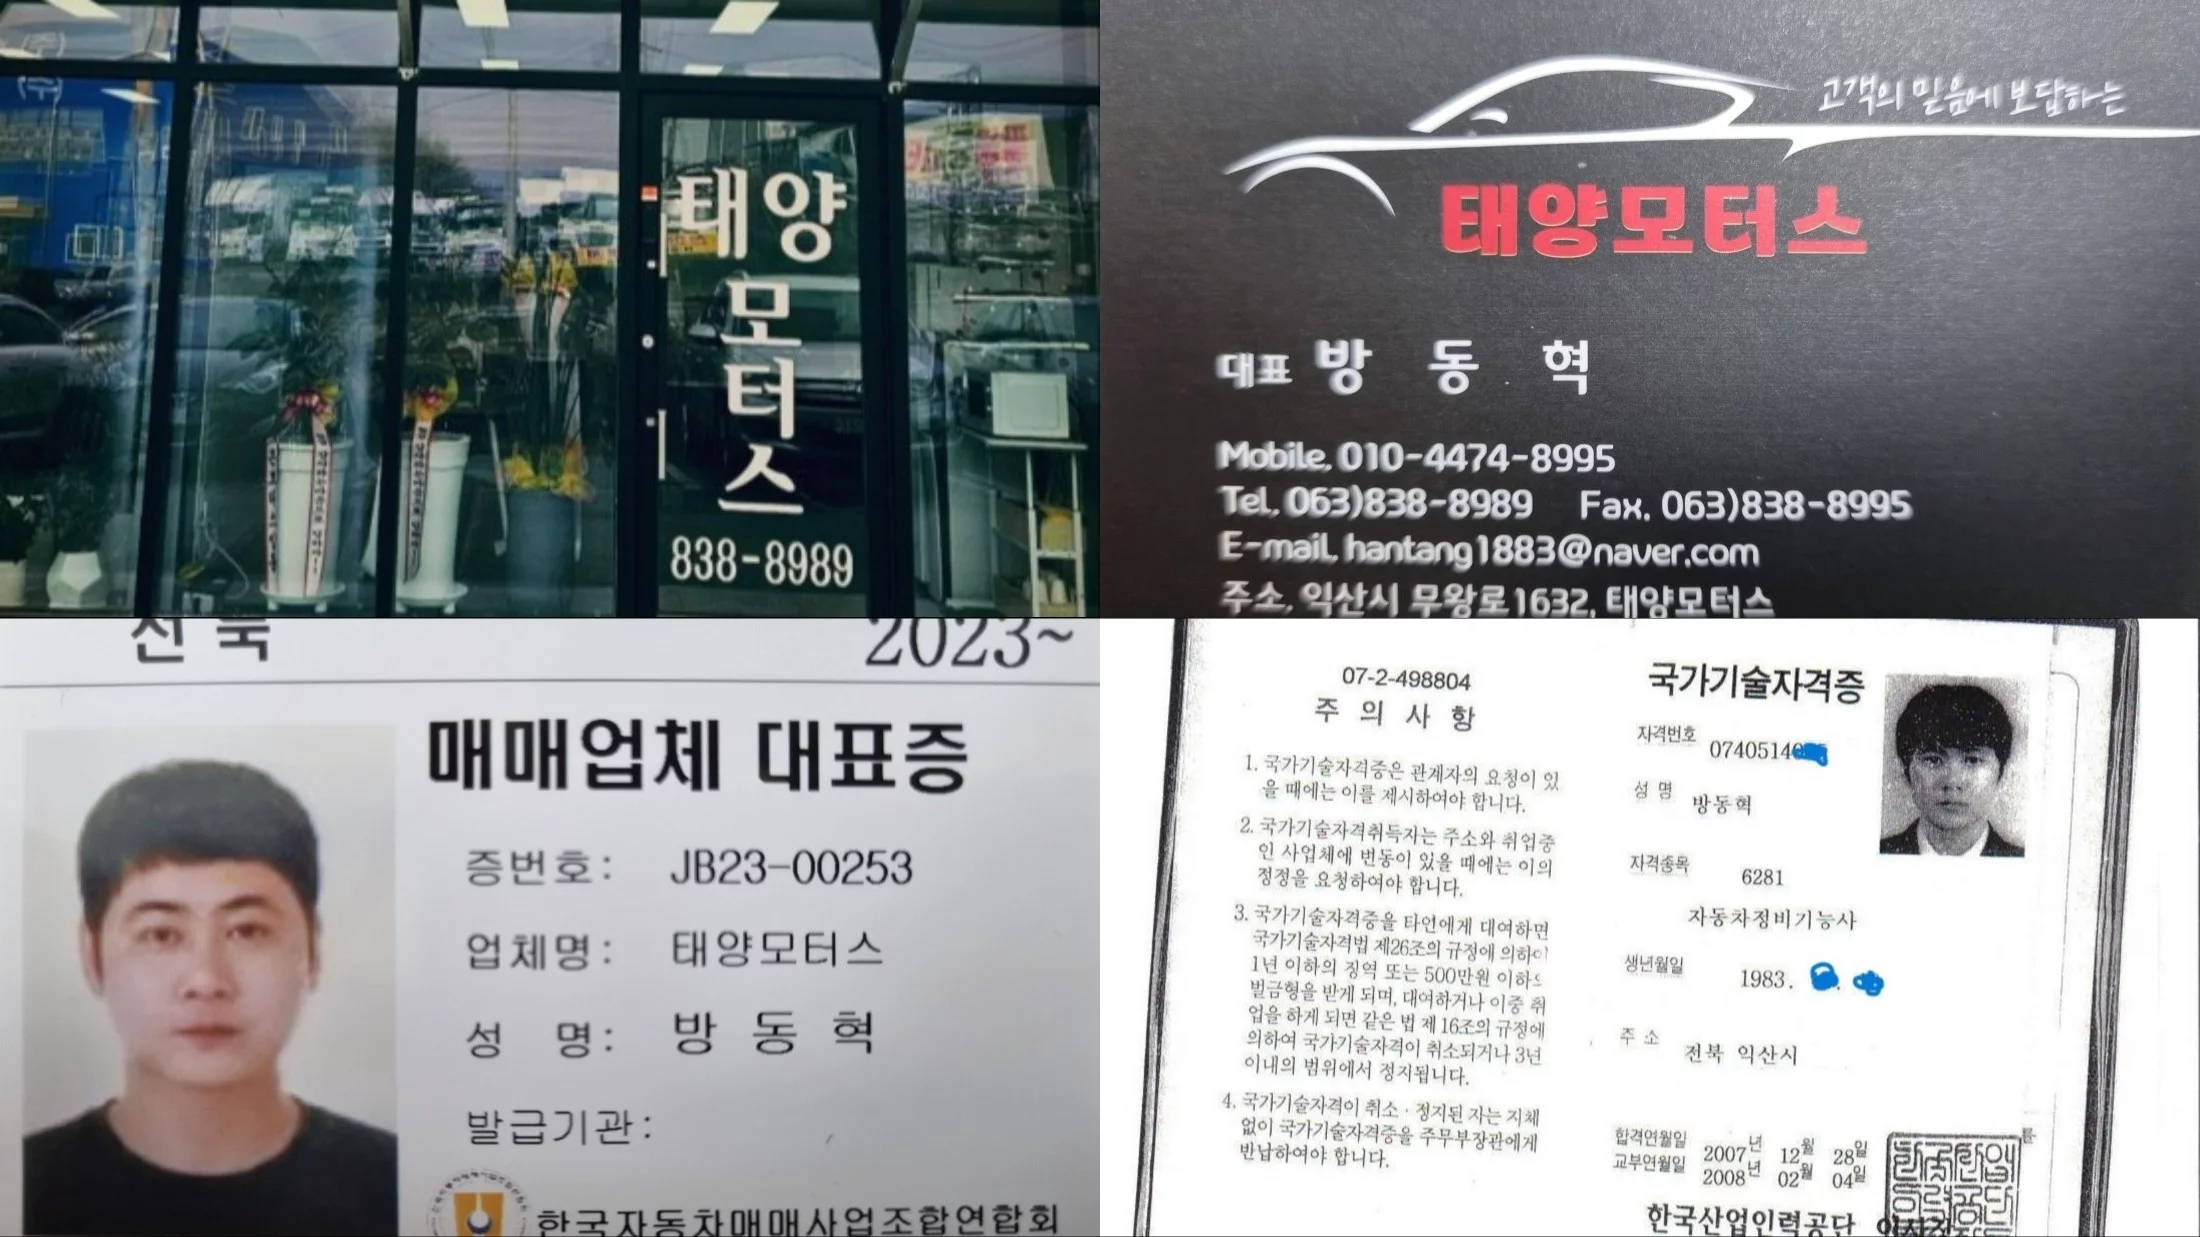 태양
모
터
스
838-8989
고객의 믿음에 보답하는
태양모터스
대표 방 동 혁
Mobile. 010-4474-8995
Tel. 063)838-8989 Fax. 063)838-8995
E-mail. hantang1883@naver.com
주소. 익산시 무왕로1632, 태양모터스
전북 2023~
매매업체 대표증
증번호: JB23-00253
업체명: 태양모터스
성 명: 방 동 혁
발급기관:
한국자동차매매사업조합연합회
07-2-498804
주 의 사 항
1. 국가기술자격증은 관계자의 요청이 있
을 때에는 이를 제시하여야 합니다.
2. 국가기술자격취득자는 주소와 취업중
인 사업체에 변동이 있을 때에는 이의
정정을 요청하여야 합니다.
3. 국가기술자격증을 타인에게 대여하면
국가기술자격법 제26조의 규정에 의하여
1년 이하의 징역 또는 500만원 이하의
벌금형을 받게 되며, 대여하거나 이중 취
업을 하게 되면 같은 법 제16조의 규정에
의하여 국가기술자격이 취소되거나 3년
이내의 범위에서 정지됩니다.
4. 국가기술자격이 취소·정지된 자는 지체
없이 국가기술자격증을 주무부장관에게
반납하여야 합니다.
국가기술자격증
자격번호 0740514
성 명 방동혁
자격종목 6281
자동차정비기능사
생년월일 1983.
주 소 전북 익산시
합격연월일 2007년 12월 28일
교부연월일 2008년 02월 04일
한국산업인력공단